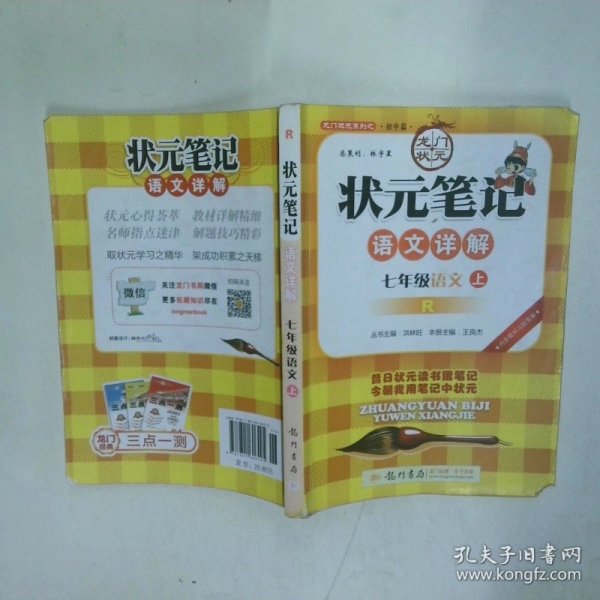 状元笔记
语文详解
状元心得荟萃 教材详解精细
名师指点迷津 解题技巧精彩
取状元学习之精华 架成功积累之天梯
微信
关注龙门书局微信
更多拓展知识尽在
longmenbook
扫码关注
龙门
经典
三点一测
定价：25.80元
R
状元笔记
语文详解
七年级语文
上
龙门书局
龙门状元系列之 · 初中篇 ·
总策划：林字星
龙门
状元
状元笔记
语文详解
七年级语文 上
R
丛书主编：洪林旺 本册主编：王良杰
昔日状元读书留笔记
今朝我用笔记中状元
ZHUANGYUAN BIJI
YUWEN XIANGJIE
龙门书局
孔夫子旧书网
www.kongfz.com